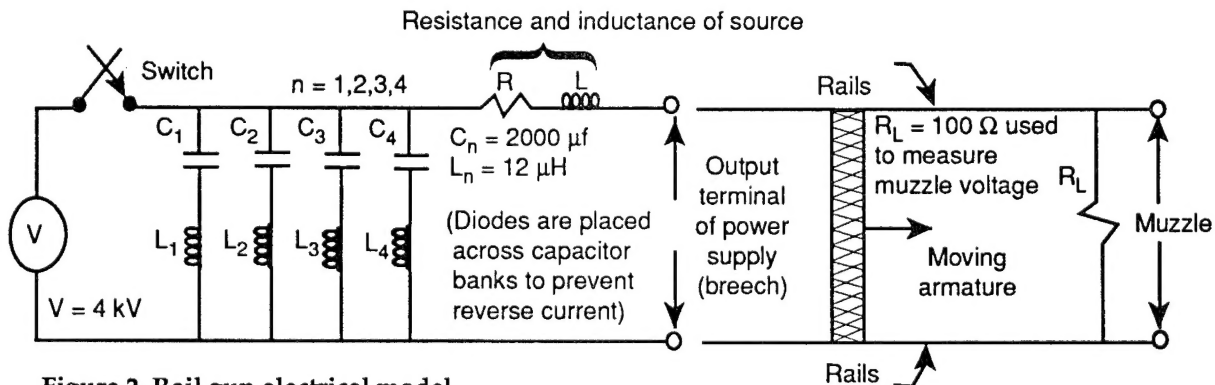 Resistance and inductance of source
Switch
n = 1,2,3,4
R
L
C1
C2
C3
C4
Cn = 2000 μf
Ln = 12 μH
L1
L2
L3
L4
(Diodes are placed
across capacitor
banks to prevent
reverse current)
V
V = 4 kV
Output
terminal
of power
supply
(breech)
Rails
RL = 100 Ω used
to measure
muzzle voltage
RL
Moving
armature
Muzzle
Rails
Figure 2. Rail gun electrical model